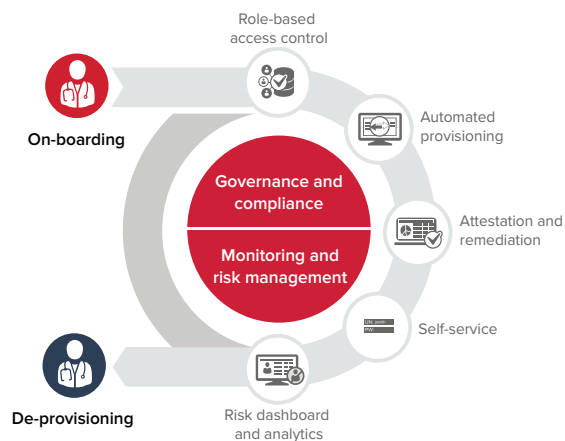 Role-based
access control
On-boarding
Automated
provisioning
Governance and
compliance
Attestation and
remediation
Monitoring and
risk management
Self-service
De-provisioning
Risk dashboard
and analytics